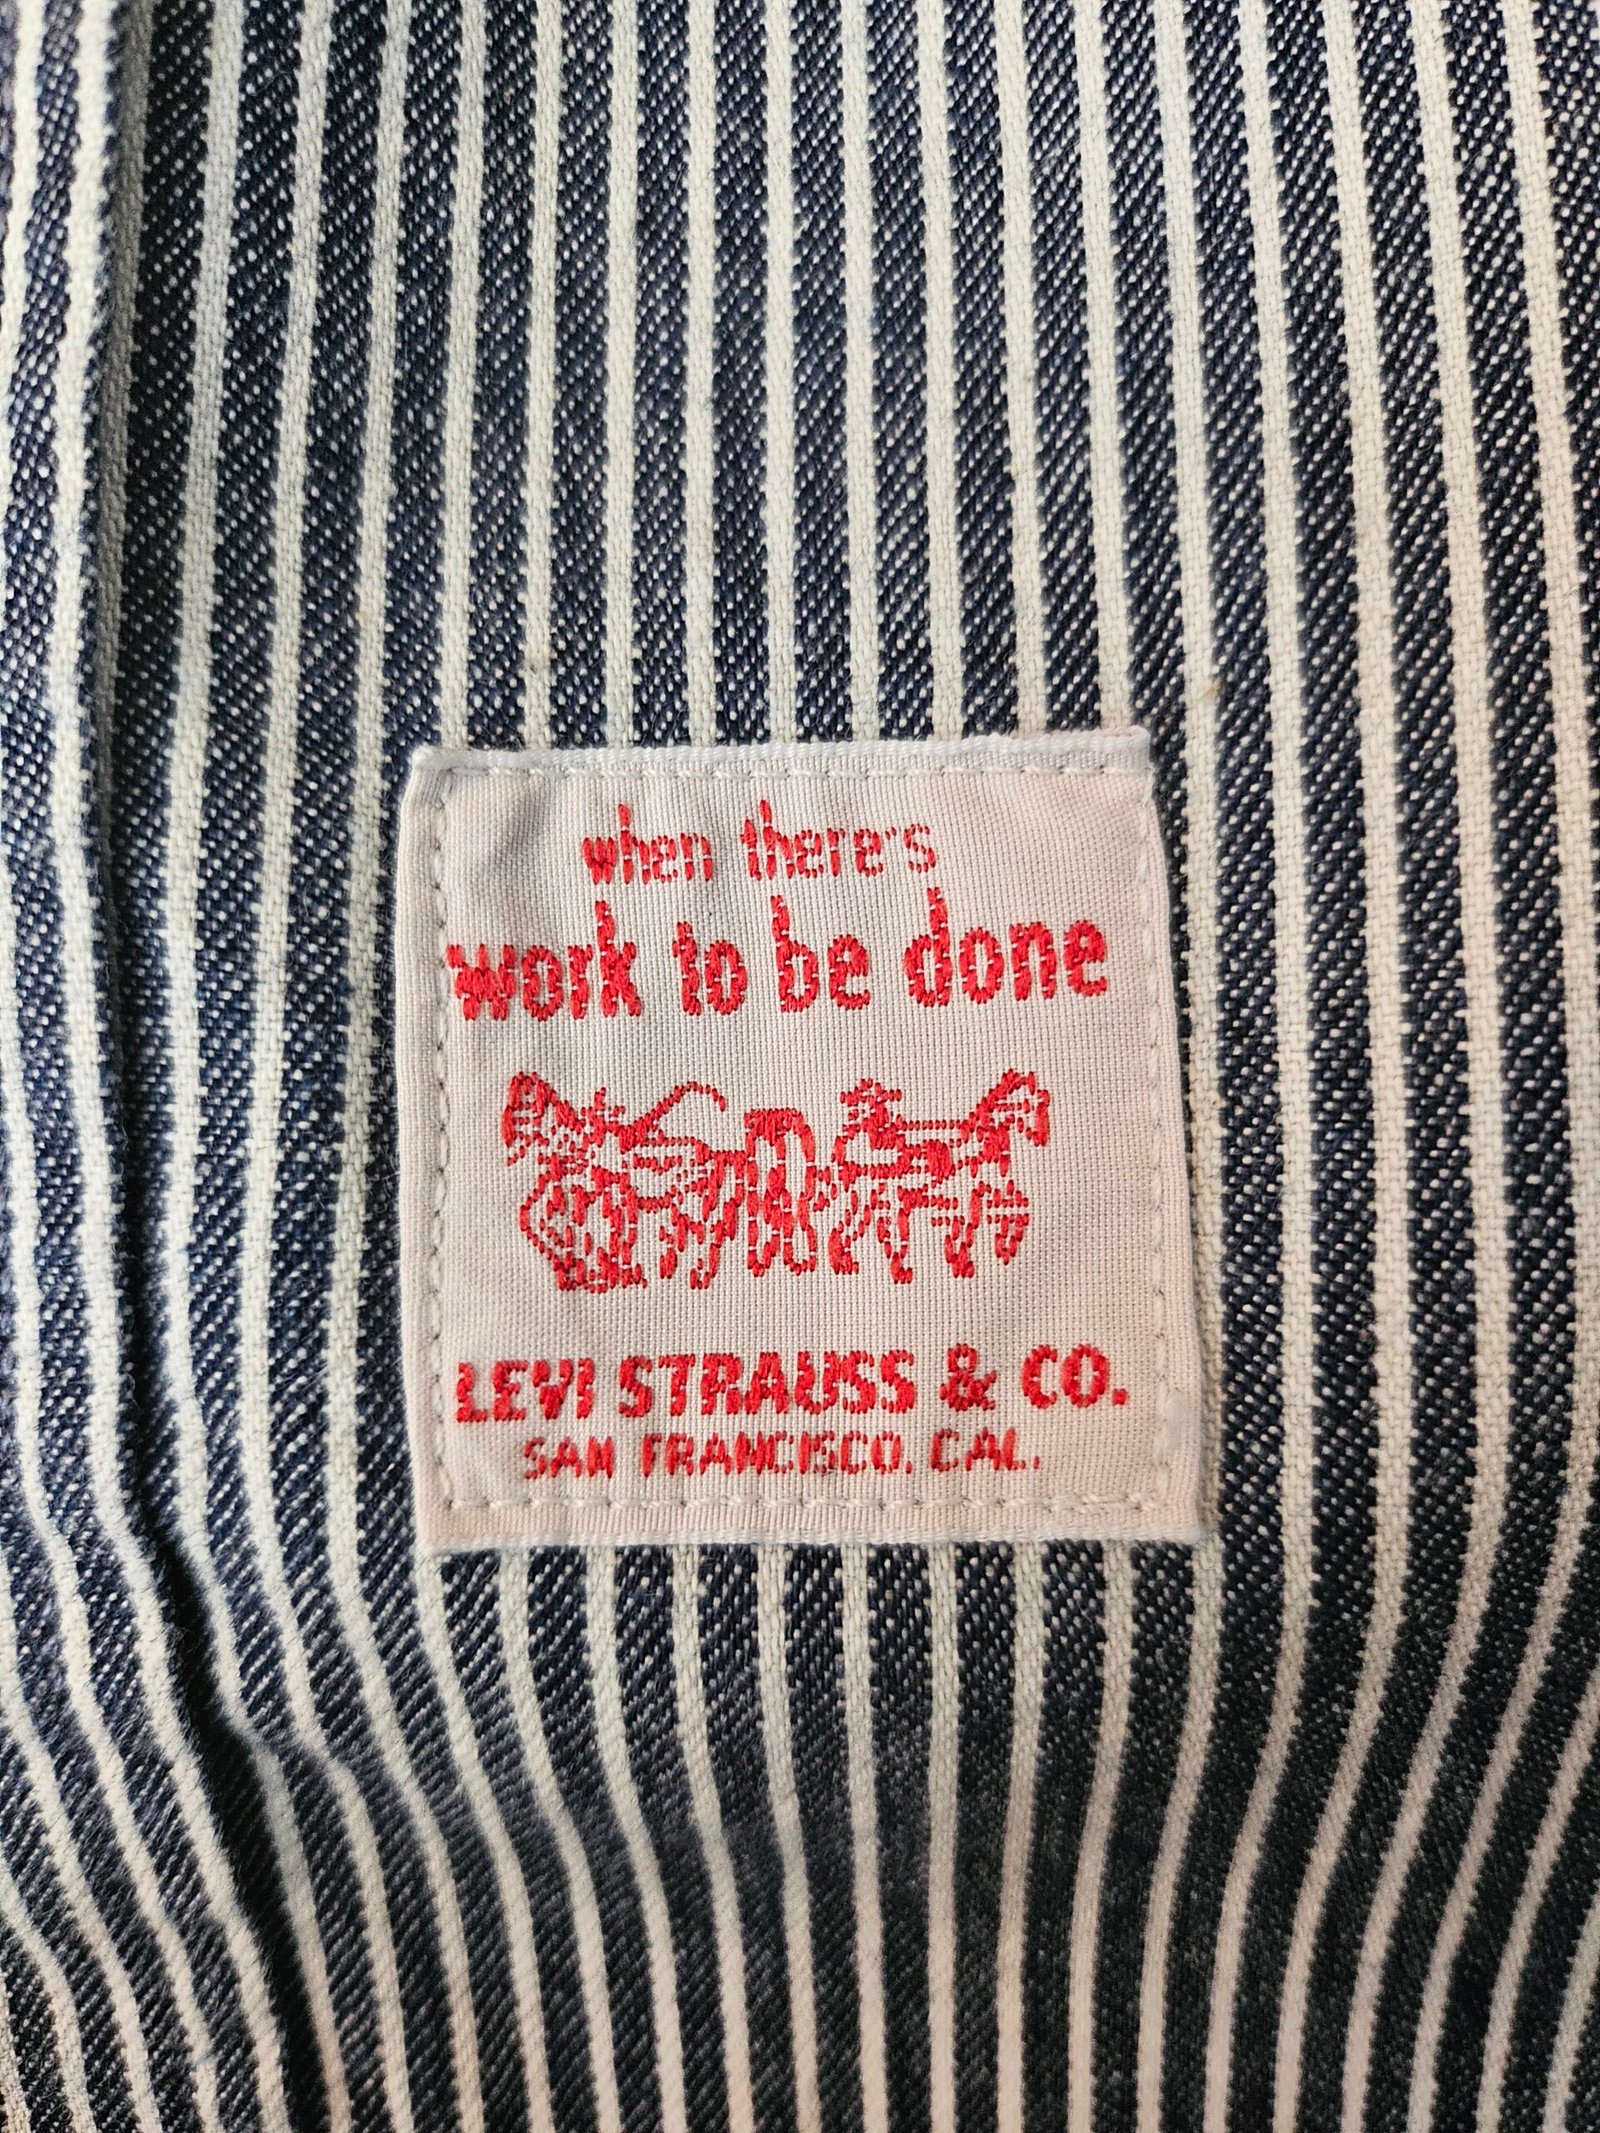 when there's
work to be done
LEVI STRAUSS & CO.
SAN FRANCISCO, CAL.